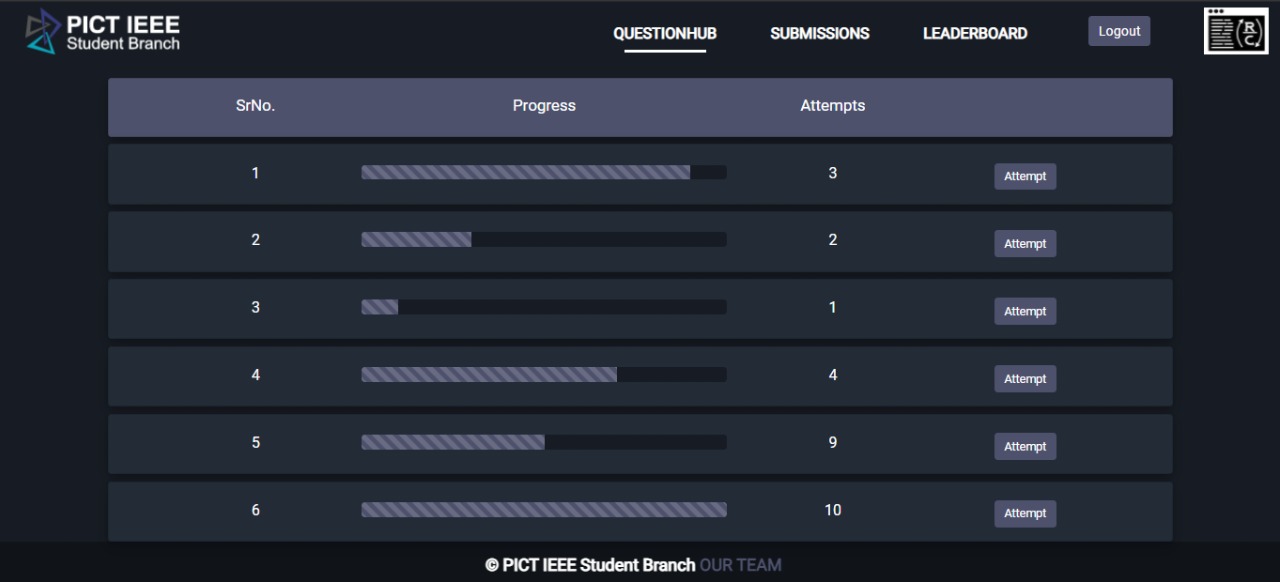 PICT IEEE
Student Branch
QUESTIONHUB SUBMISSIONS LEADERBOARD Logout
RC
SrNo. Progress Attempts
1 3 Attempt
2 2 Attempt
3 1 Attempt
4 4 Attempt
5 9 Attempt
6 10 Attempt
© PICT IEEE Student Branch OUR TEAM